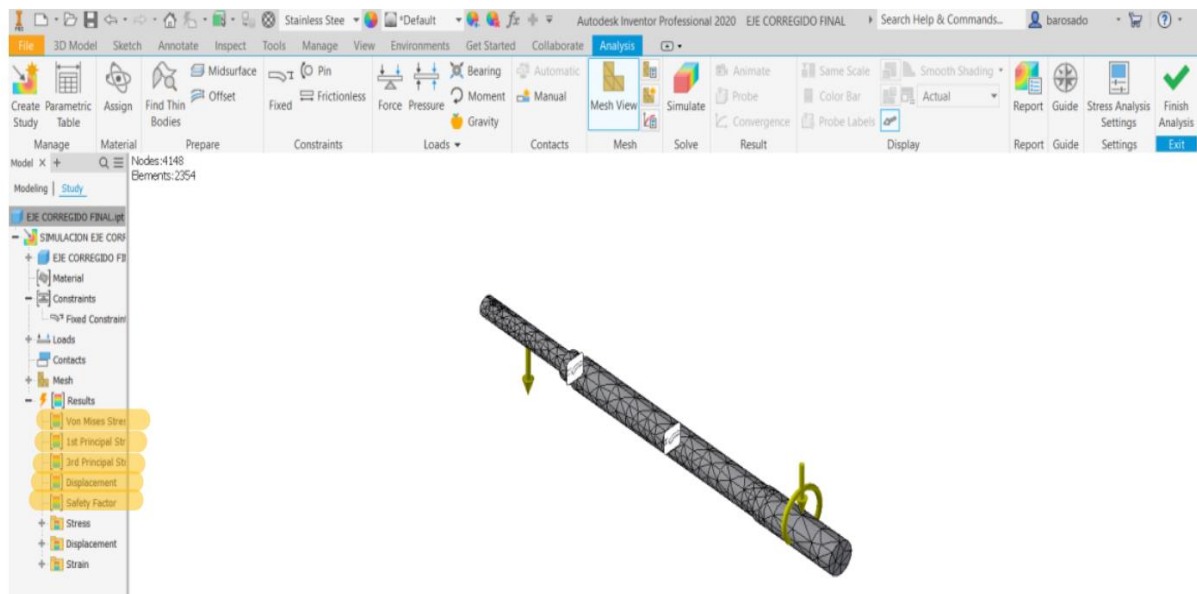 Stainless Stee *Default Autodesk Inventor Professional 2020 EJE CORREGIDO FINAL Search Help & Commands... barosado
File 3D Model Sketch Annotate Inspect Tools Manage View Environments Get Started Collaborate Analysis
Midsurface Pin Bearing Automatic Animate Same Scale Smooth Shading
Offset Frictionless Moment Manual Probe Color Bar Actual
Create Study Parametric Table Assign Find Thin Bodies Fixed Force Pressure Gravity Mesh View Simulate Convergence Probe Labels Report Guide Stress Analysis Settings Finish Analysis
Manage Material Prepare Constraints Loads Contacts Mesh Solve Result Display Report Guide Settings Exit
Model X + Nodes:4148
Elements:2354
Modeling Study
EJE CORREGIDO FINAL.ipt
SIMULACION EJE CORR
EJE CORREGIDO FI
Material
Constraints
Fixed Constraint
Loads
Contacts
Mesh
Results
Von Mises Stres
1st Principal Str
3rd Principal Str
Displacement
Safety Factor
Stress
Displacement
Strain